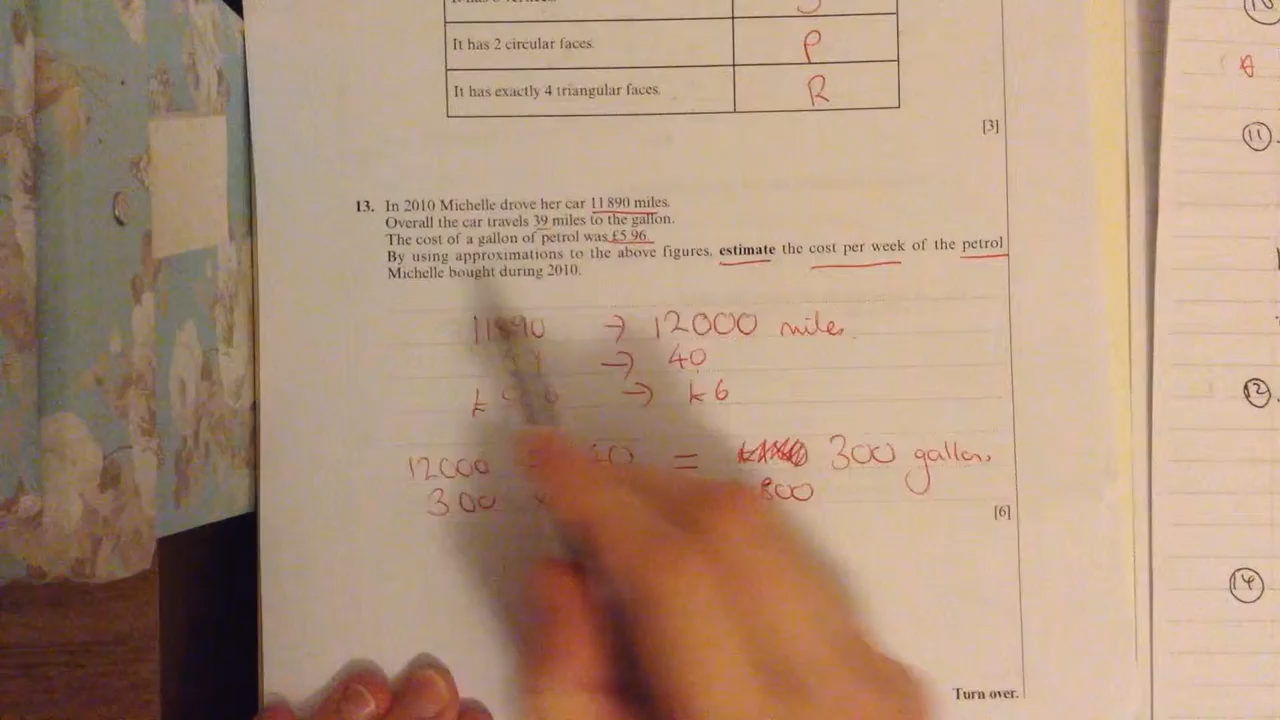 It has 2 circular faces. P
It has exactly 4 triangular faces. R
[3]
13. In 2010 Michelle drove her car 11 890 miles.
Overall the car travels 39 miles to the gallon.
The cost of a gallon of petrol was £5.96.
By using approximations to the above figures, estimate the cost per week of the petrol
Michelle bought during 2010.
11890 → 12000 miles
→ 40
£ → £6
12000 = 300 gallons
300 800
[6]
Turn over.
11
12
14